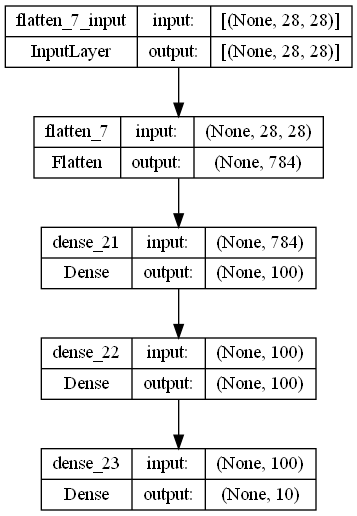 flatten_7_input input: [(None, 28, 28)]
InputLayer output: [(None, 28, 28)]
flatten_7 input: (None, 28, 28)
Flatten output: (None, 784)
dense_21 input: (None, 784)
Dense output: (None, 100)
dense_22 input: (None, 100)
Dense output: (None, 100)
dense_23 input: (None, 100)
Dense output: (None, 10)